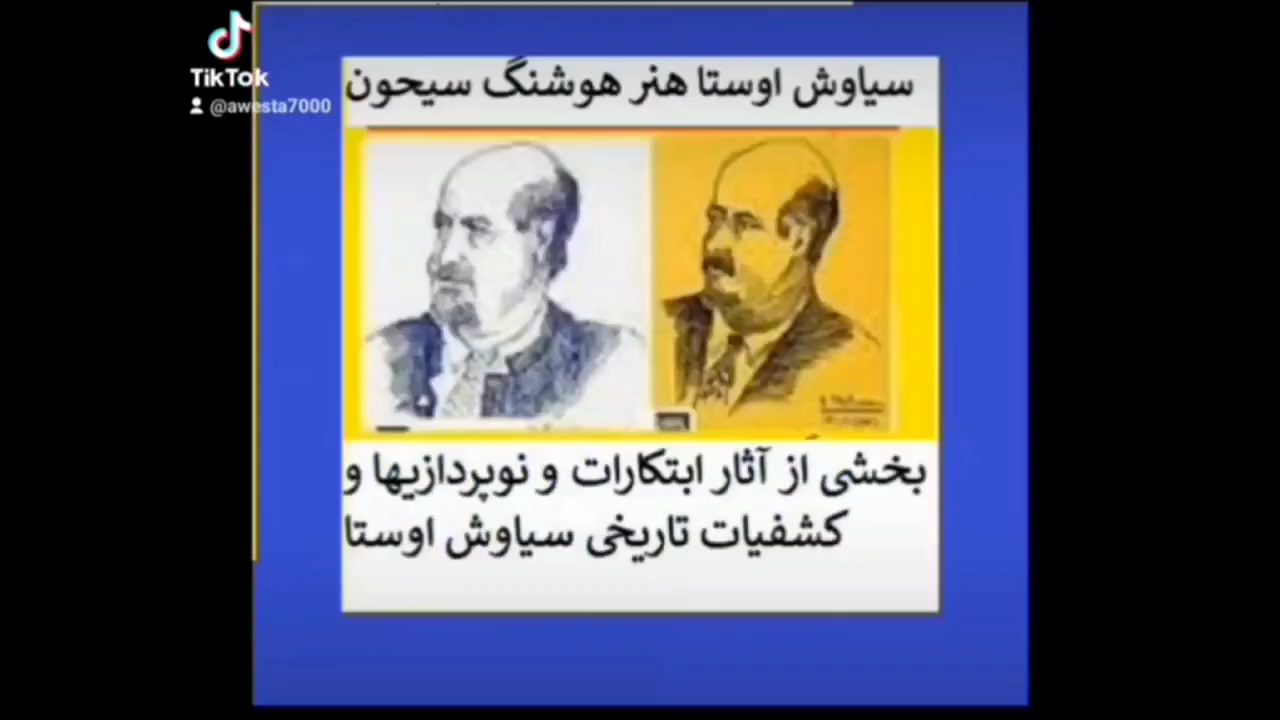 TikTok
@awesta7000
سیاوش اوستا هنر هوشنگ سیحون
بخشی از آثار ابتکارات و نوپردازیها و
کشفیات تاریخی سیاوش اوستا